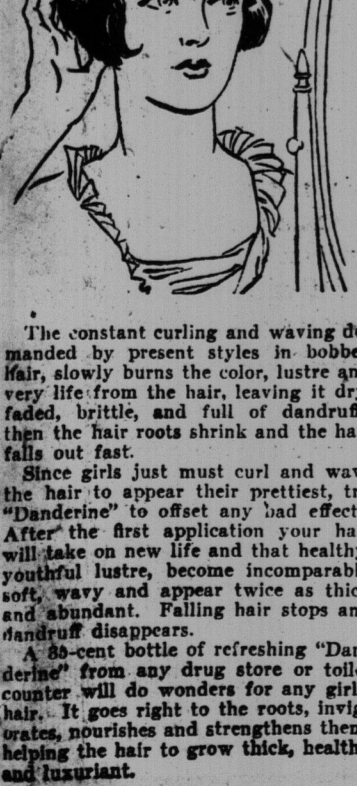 The constant curling and waving de
manded by present styles in bobbe
hair, slowly burns the color, lustre an
very life from the hair, leaving it dr
faded, brittle, and full of dandruff
then the hair roots shrink and the ha
falls out fast.
Since girls just must curl and wav
the hair to appear their prettiest, tr
"Danderine" to offset any bad effect
After the first application your ha
will take on new life and that health
youthful lustre, become incomparabl
soft, wavy and appear twice as thic
and abundant. Falling hair stops an
dandruff disappears.
A 35-cent bottle of refreshing "Dan
derine" from any drug store or toil
counter will do wonders for any girl
hair. It goes right to the roots, invig
orates, nourishes and strengthens them
helping the hair to grow thick, health
and luxuriant.